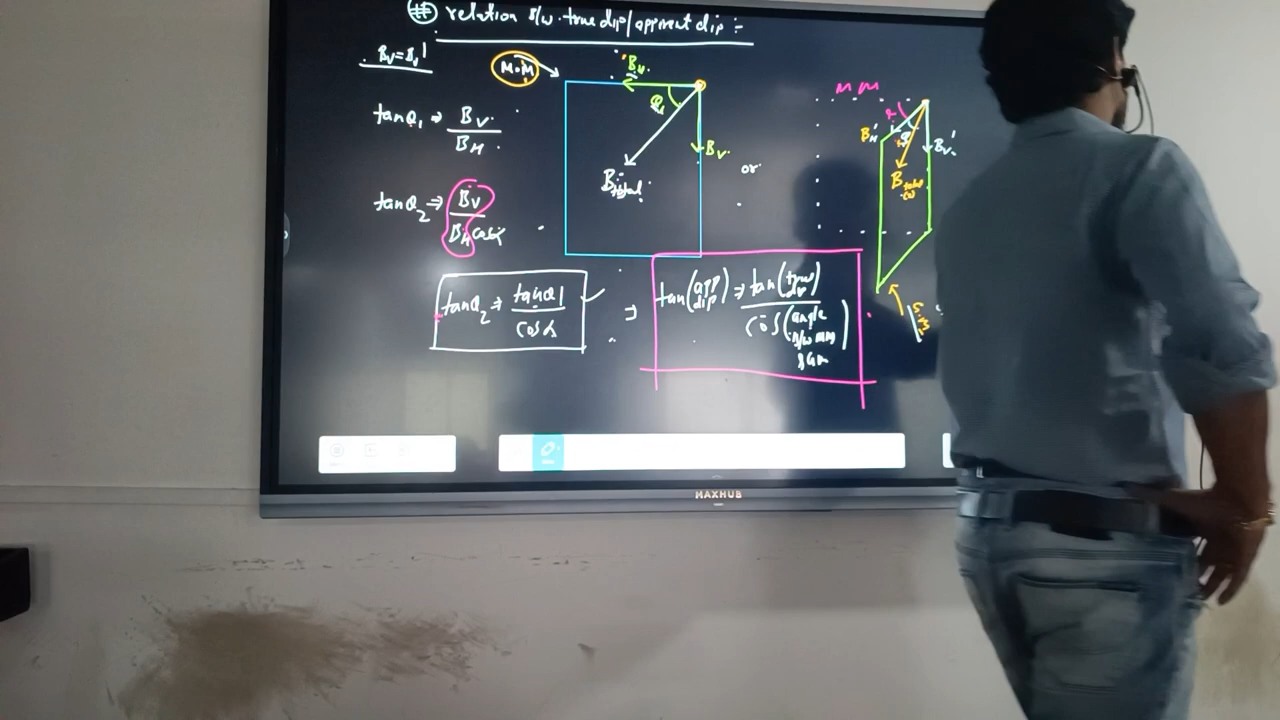 # relation b/w true dip/apparent dip :-
Bv = Bv'
M.M
BH
tanθ1 ⇒ Bv / BH
θ1
Bv
Btotal
or
tanθ2 ⇒ Bv / BH cosα
MM
α
BH'
Bv'
Btotal
tanθ2 ⇒ tanθ1 / cosα
⇒ tan(app dip) ⇒ tan(true dip) / cos(angle b/w MM & GM)
G.M
MAXHUB